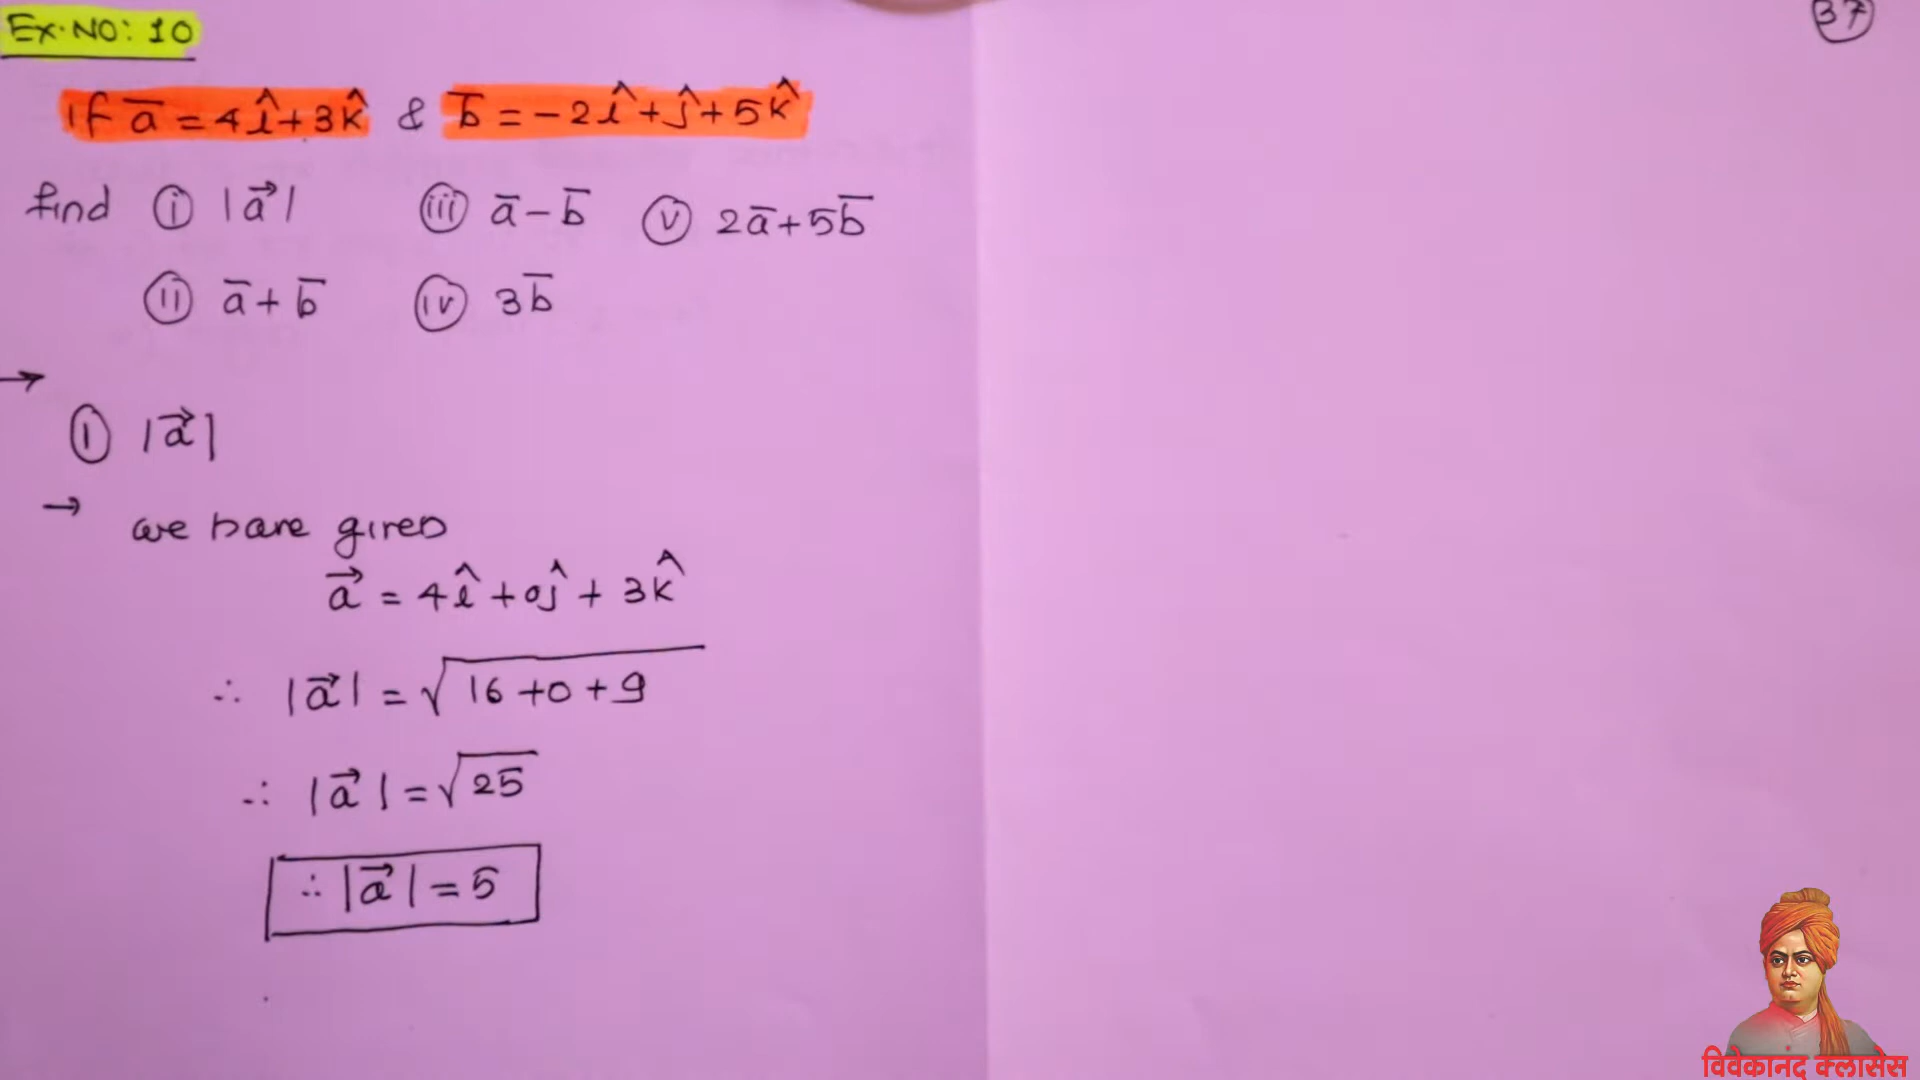 Ex. NO: 10
37
If a̅ = 4î + 3k̂ & b̅ = -2î + ĵ + 5k̂
find (i) |a⃗| (iii) a̅ - b̅ (v) 2a̅ + 5b̅
(ii) a̅ + b̅ (iv) 3b̅
→
(i) |a⃗|
→ we have given
a⃗ = 4î + 0ĵ + 3k̂
∴ |a⃗| = √16 + 0 + 9
∴ |a⃗| = √25
∴ |a⃗| = 5
विवेकानंद क्लासेस